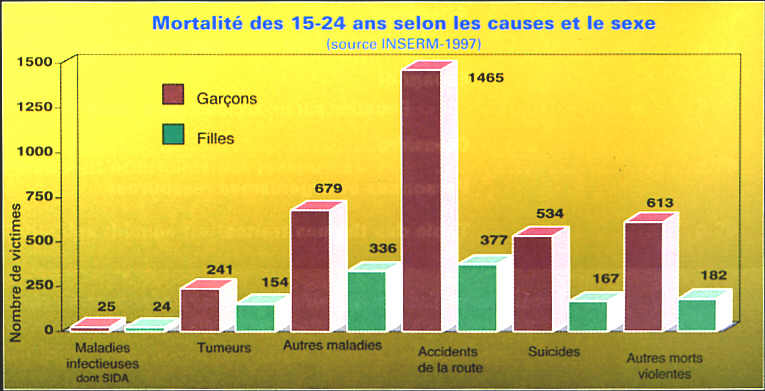 Mortalité des 15-24 ans selon les causes et le sexe
(source INSERM-1997)
Nombre de victimes
1500
1250
1000
750
500
250
0
Garçons
Filles
25
24
241
154
679
336
1465
377
534
167
613
182
Maladies
infectieuses
dont SIDA
Tumeurs
Autres maladies
Accidents
de la route
Suicides
Autres morts
violentes